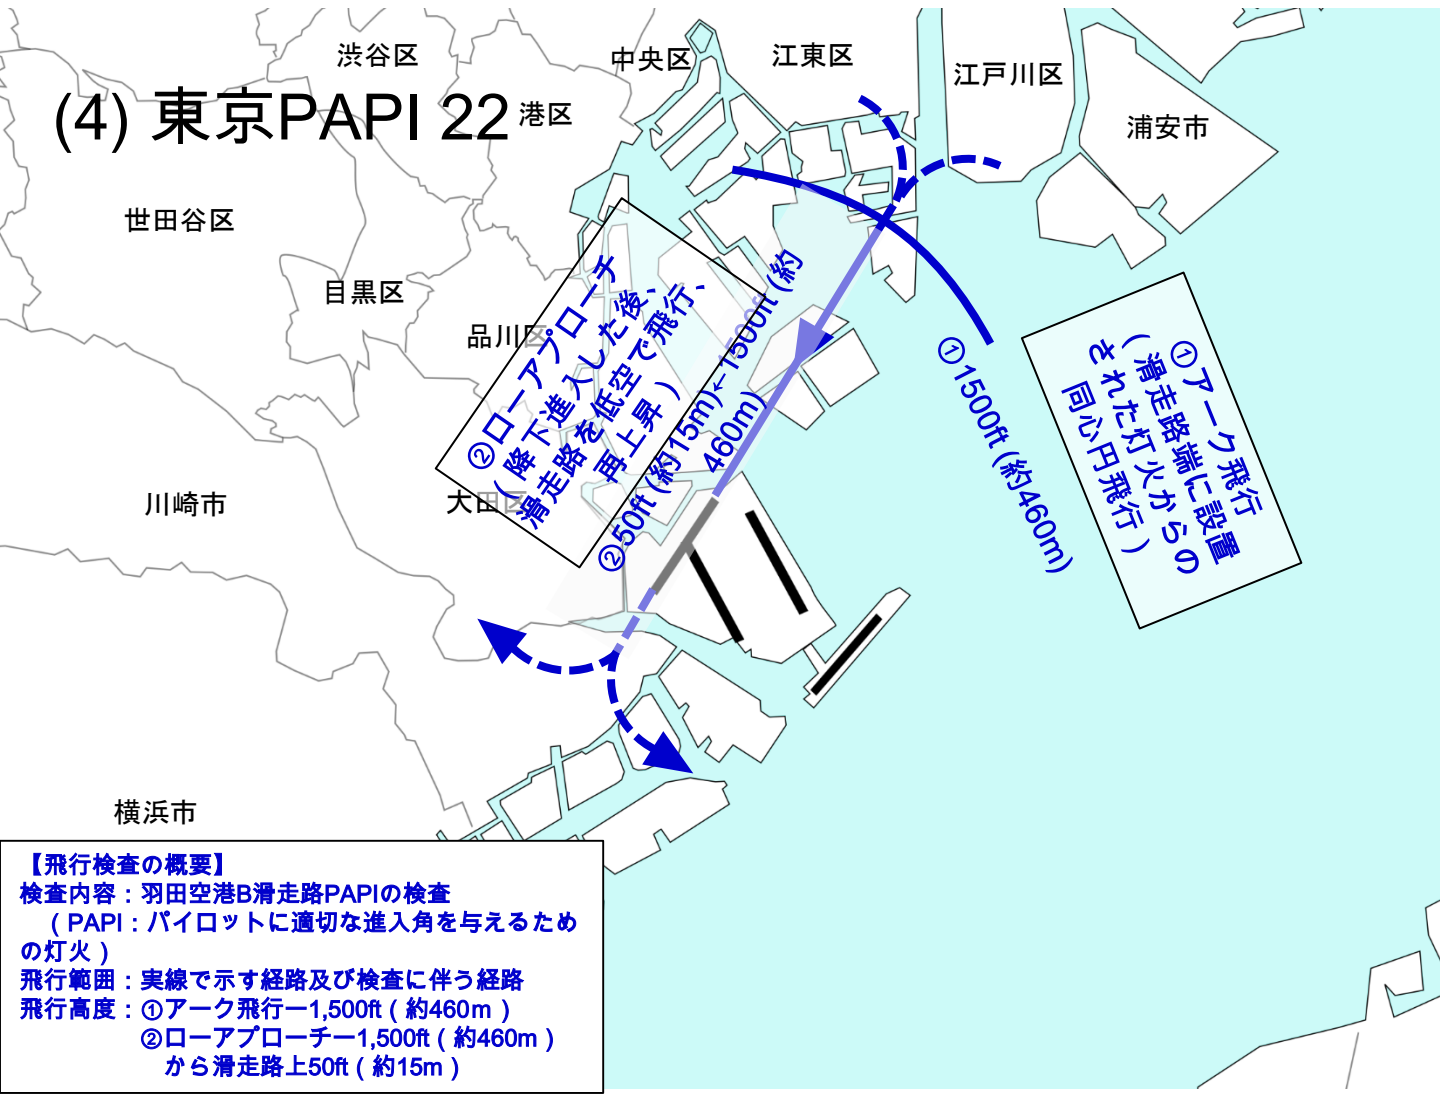 (4) 東京PAPI 22
渋谷区
中央区
江東区
江戸川区
港区
浦安市
世田谷区
目黒区
品川区
川崎市
大田区
横浜市
②ローアプローチ
（降下進入した後、
滑走路を低空で飛行、
再上昇）
②50ft (約15m)←1500ft (約
460m)
①1500ft (約460m)
①アーク飛行
（滑走路端に設置
された灯火からの
同心円飛行）
【飛行検査の概要】
検査内容：羽田空港B滑走路PAPIの検査
（PAPI：パイロットに適切な進入角を与えるため
の灯火）
飛行範囲：実線で示す経路及び検査に伴う経路
飛行高度：①アーク飛行ー1,500ft（約460m）
②ローアプローチー1,500ft（約460m）
から滑走路上50ft（約15m）